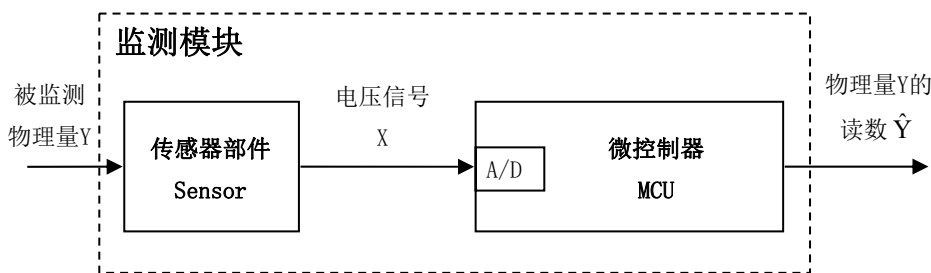 监测模块
被监测
物理量Y
传感器部件
Sensor
电压信号
X
A/D
微控制器
MCU
物理量Y的
读数 Ŷ